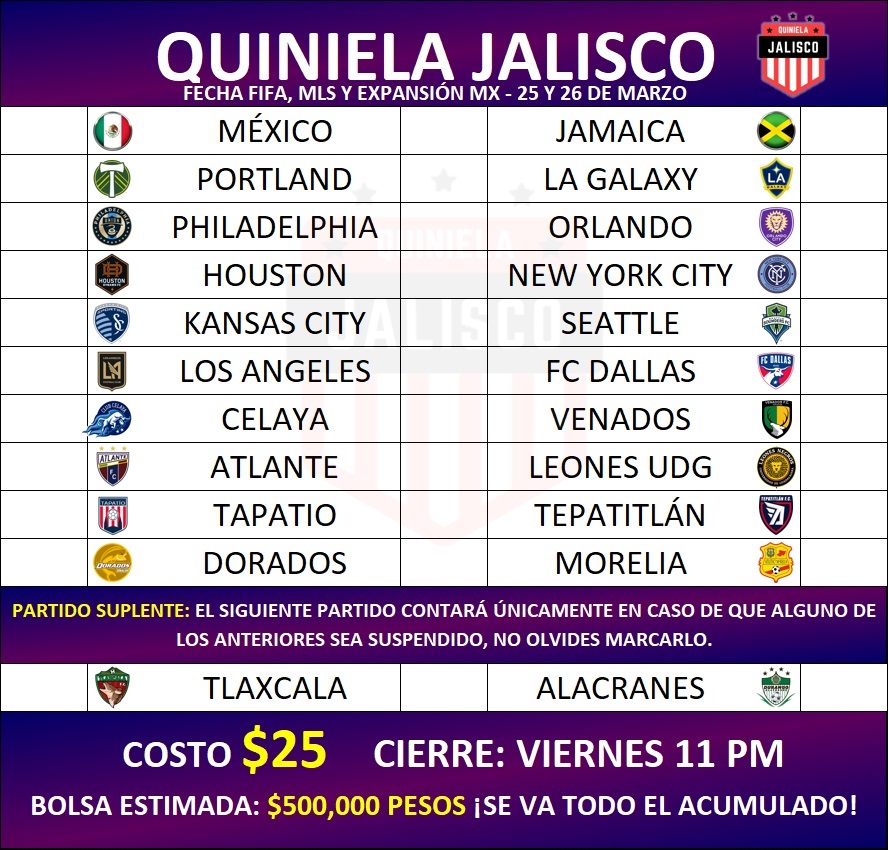 QUINIELA JALISCO
QUINIELA
JALISCO
FECHA FIFA, MLS Y EXPANSIÓN MX - 25 Y 26 DE MARZO
MÉXICO JAMAICA
PORTLAND LA GALAXY
PHILADELPHIA ORLANDO
HOUSTON NEW YORK CITY
KANSAS CITY SEATTLE
LOS ANGELES FC DALLAS
CELAYA VENADOS
ATLANTE LEONES UDG
TAPATIO TEPATITLÁN
DORADOS MORELIA
PARTIDO SUPLENTE: EL SIGUIENTE PARTIDO CONTARÁ ÚNICAMENTE EN CASO DE QUE ALGUNO DE
LOS ANTERIORES SEA SUSPENDIDO, NO OLVIDES MARCARLO.
TLAXCALA ALACRANES
COSTO $25 CIERRE: VIERNES 11 PM
BOLSA ESTIMADA: $500,000 PESOS ¡SE VA TODO EL ACUMULADO!